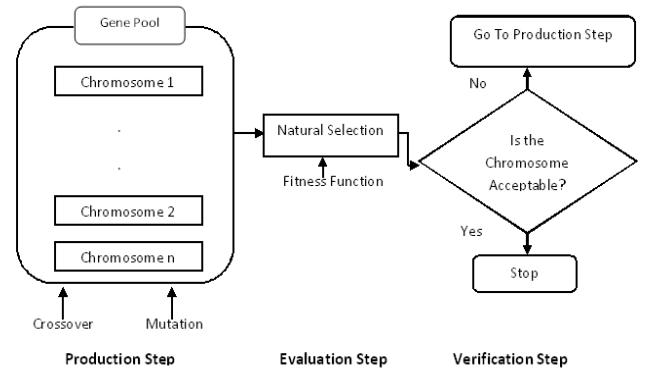 Gene Pool
Chromosome 1
.
.
Chromosome 2
Chromosome n
Crossover
Mutation
Production Step
Natural Selection
Fitness Function
Evaluation Step
Go To Production Step
No
Is the
Chromosome
Acceptable?
Yes
Stop
Verification Step